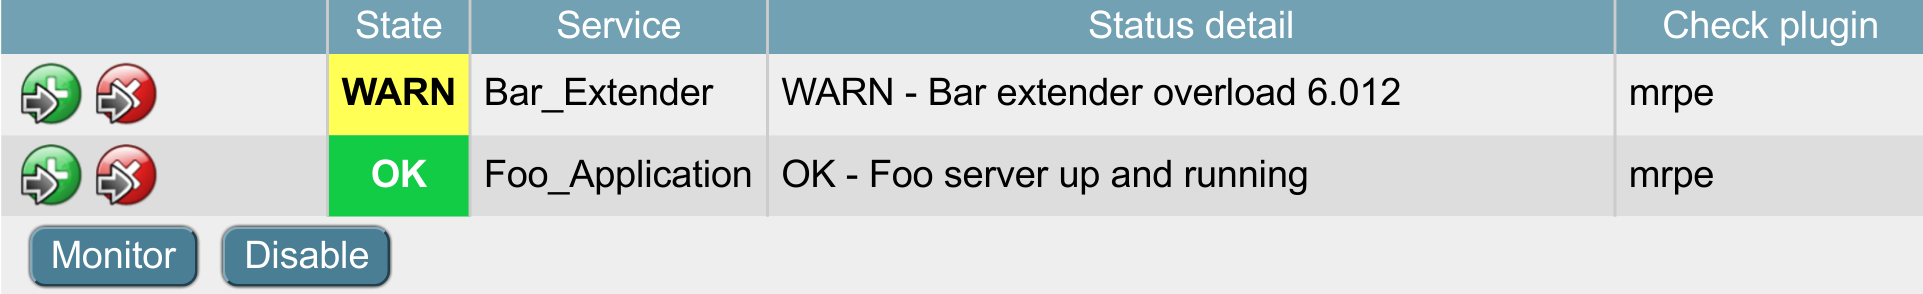 State Service Status detail Check plugin
WARN Bar_Extender WARN - Bar extender overload 6.012 mrpe
OK Foo_Application OK - Foo server up and running mrpe
Monitor Disable